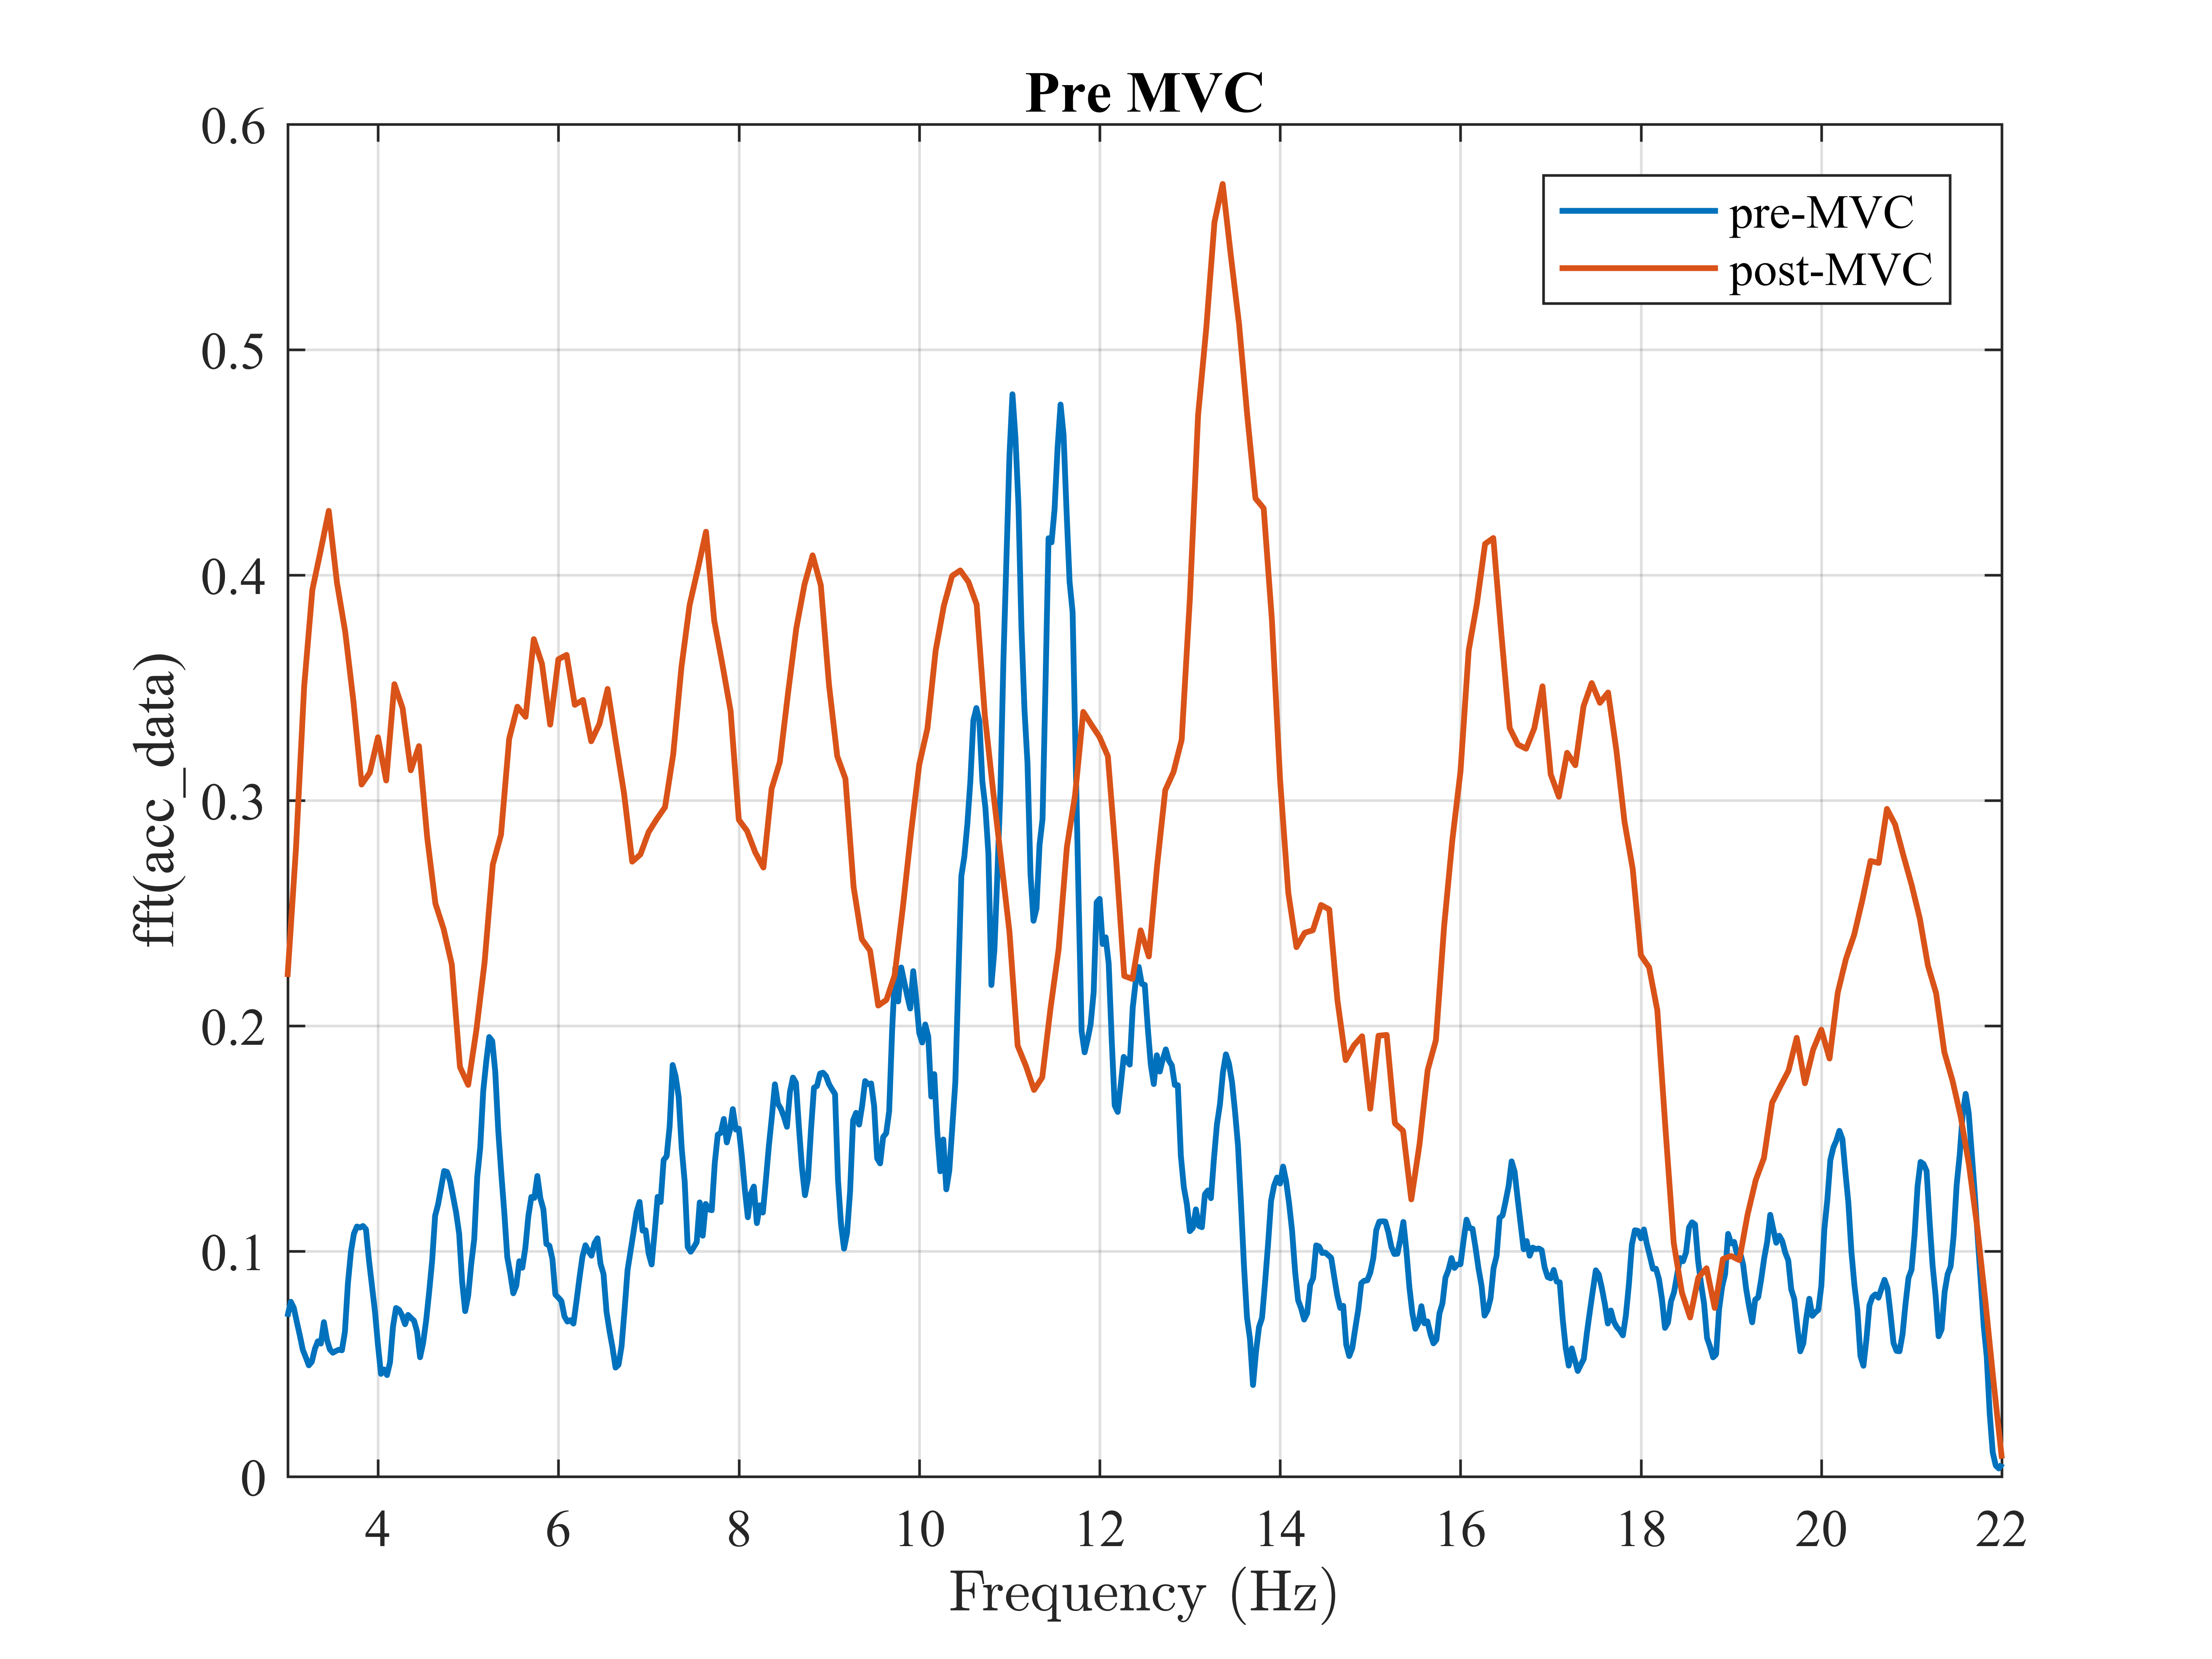 Pre MVC
0.6
0.5
0.4
0.3
0.2
0.1
0
fft(acc_data)
pre-MVC
post-MVC
4 6 8 10 12 14 16 18 20 22
Frequency (Hz)